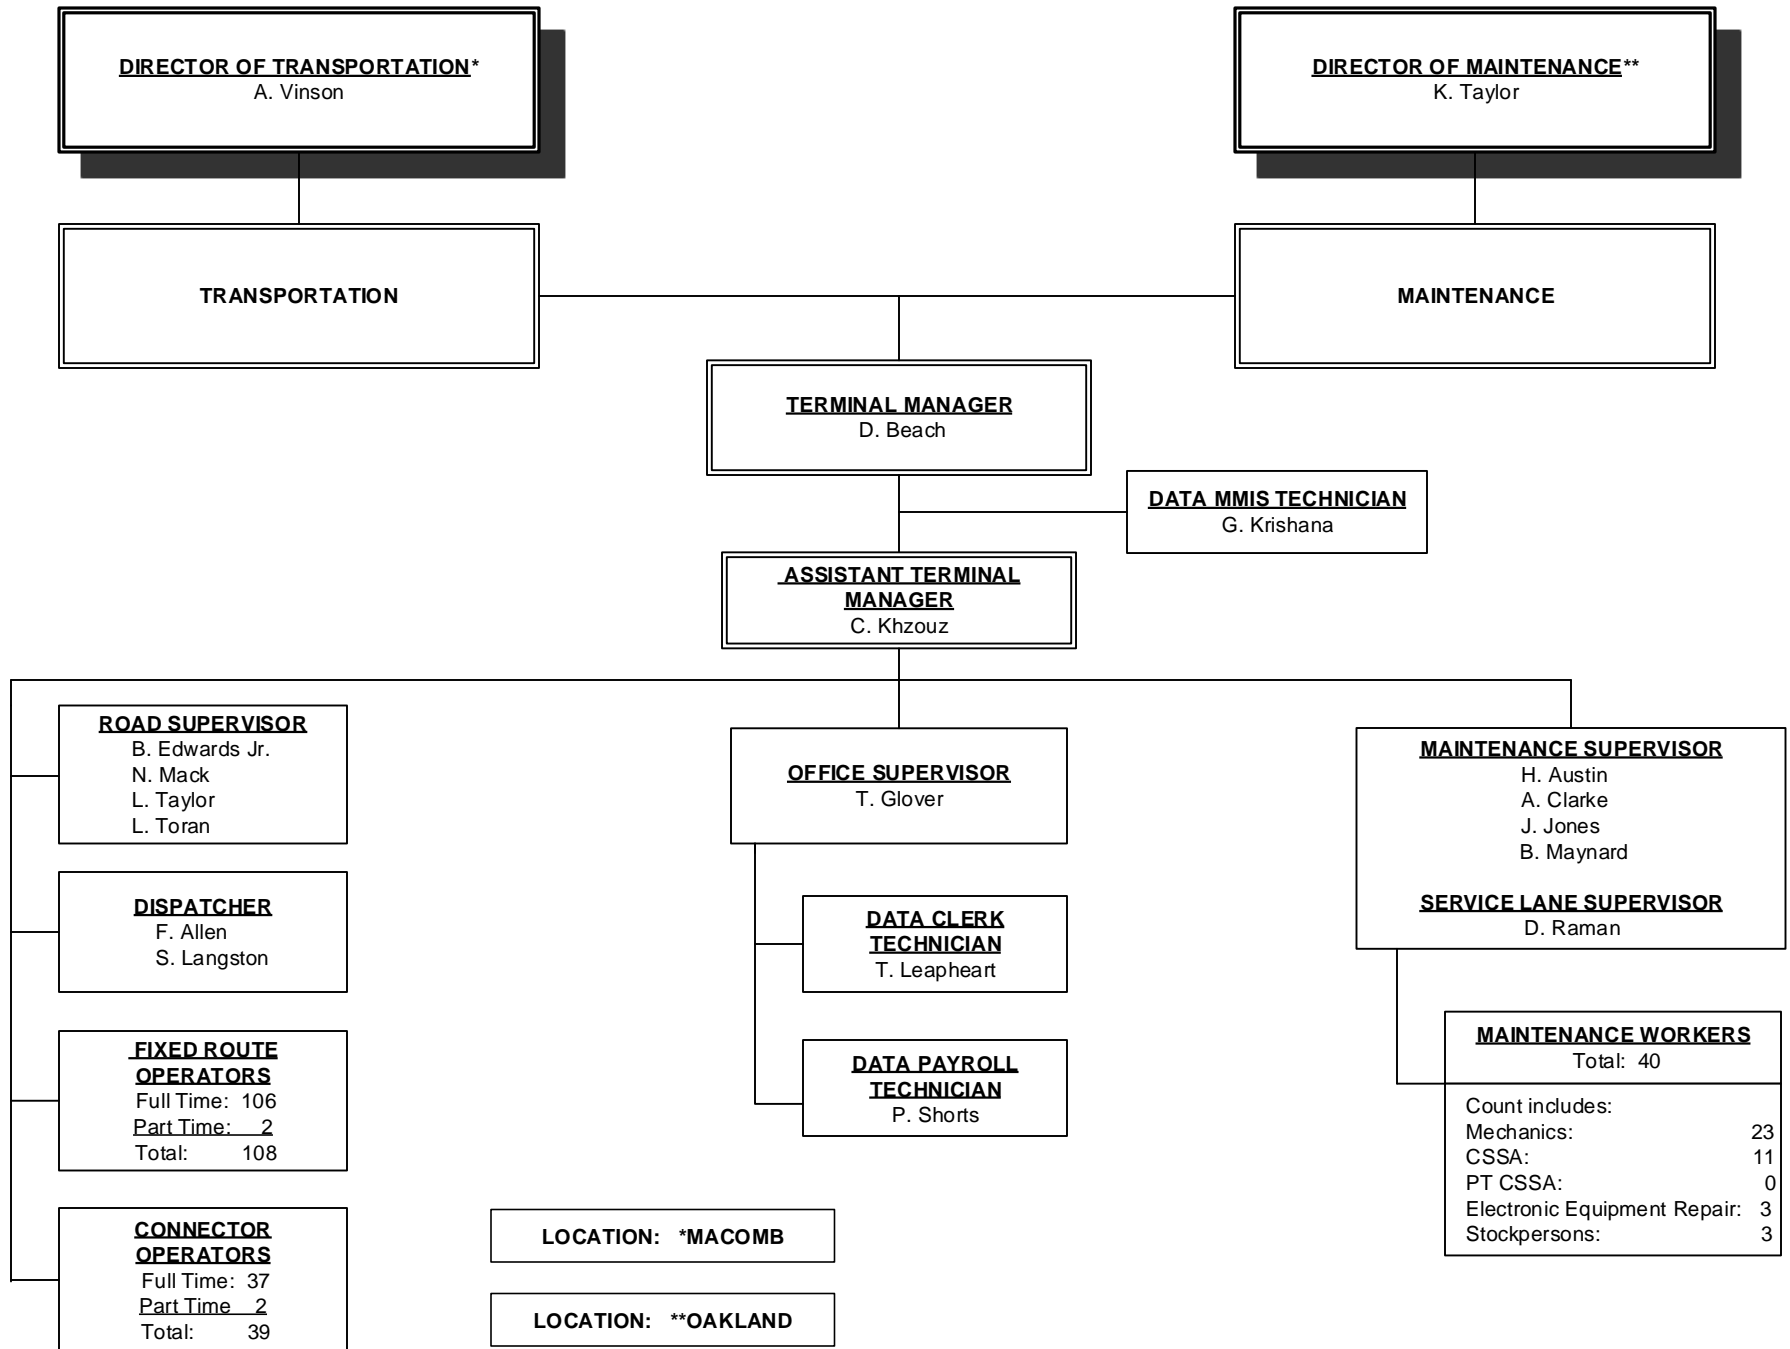 DIRECTOR OF TRANSPORTATION*
A. Vinson
DIRECTOR OF MAINTENANCE**
K. Taylor
TRANSPORTATION
MAINTENANCE
TERMINAL MANAGER
D. Beach
DATA MMIS TECHNICIAN
G. Krishana
ASSISTANT TERMINAL
MANAGER
C. Khzouz
ROAD SUPERVISOR
B. Edwards Jr.
N. Mack
L. Taylor
L. Toran
DISPATCHER
F. Allen
S. Langston
FIXED ROUTE
OPERATORS
Full Time: 106
Part Time: 2
Total: 108
CONNECTOR
OPERATORS
Full Time: 37
Part Time 2
Total: 39
OFFICE SUPERVISOR
T. Glover
DATA CLERK
TECHNICIAN
T. Leapheart
DATA PAYROLL
TECHNICIAN
P. Shorts
LOCATION: *MACOMB
LOCATION: **OAKLAND
MAINTENANCE SUPERVISOR
H. Austin
A. Clarke
J. Jones
B. Maynard
SERVICE LANE SUPERVISOR
D. Raman
MAINTENANCE WORKERS
Total: 40
Count includes:
Mechanics: 23
CSSA: 11
PT CSSA: 0
Electronic Equipment Repair: 3
Stockpersons: 3